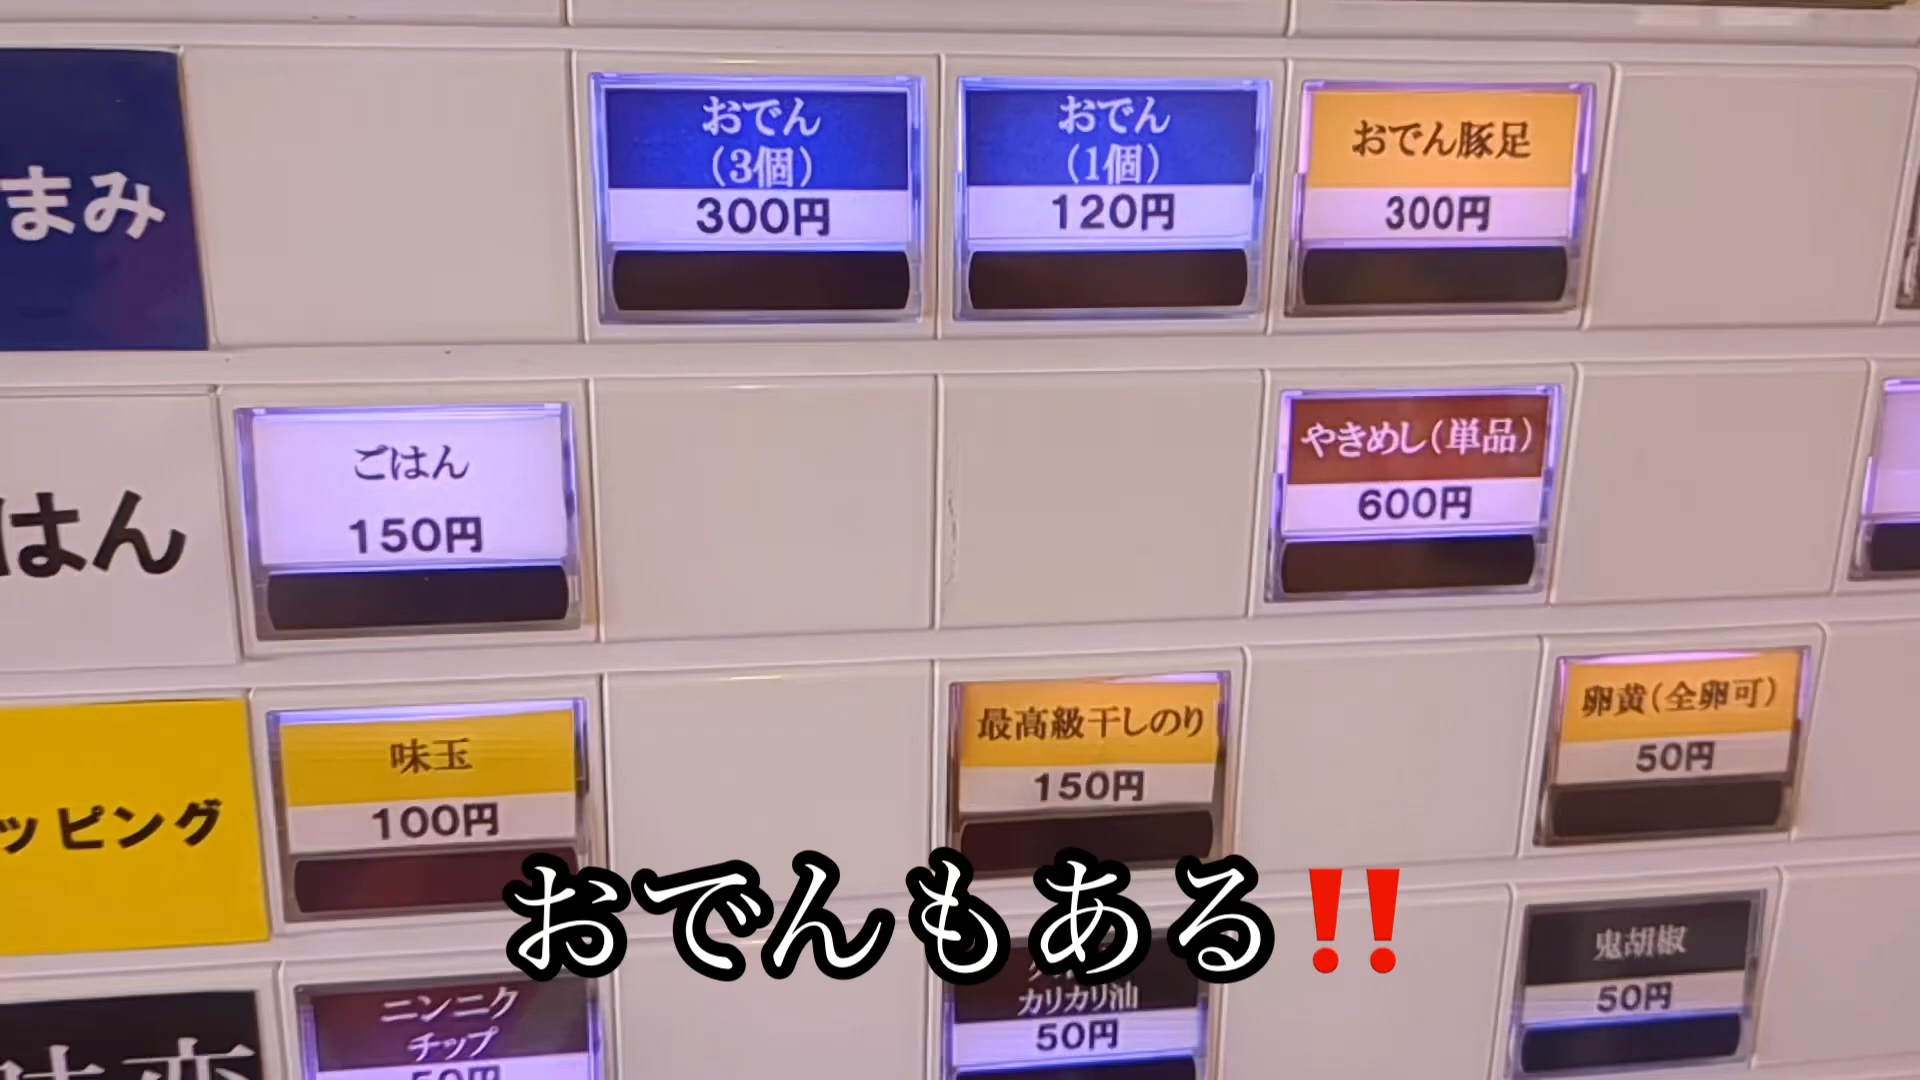 まみ
おでん
（3個）
300円
おでん
（1個）
120円
おでん豚足
300円
はん
ごはん
150円
やきめし（単品）
600円
ッピング
味玉
100円
最高級干しのり
150円
卵黄（全卵可）
50円
おでんもある‼
味変
ニンニク
チップ
50円
カリカリ油
50円
鬼胡椒
50円